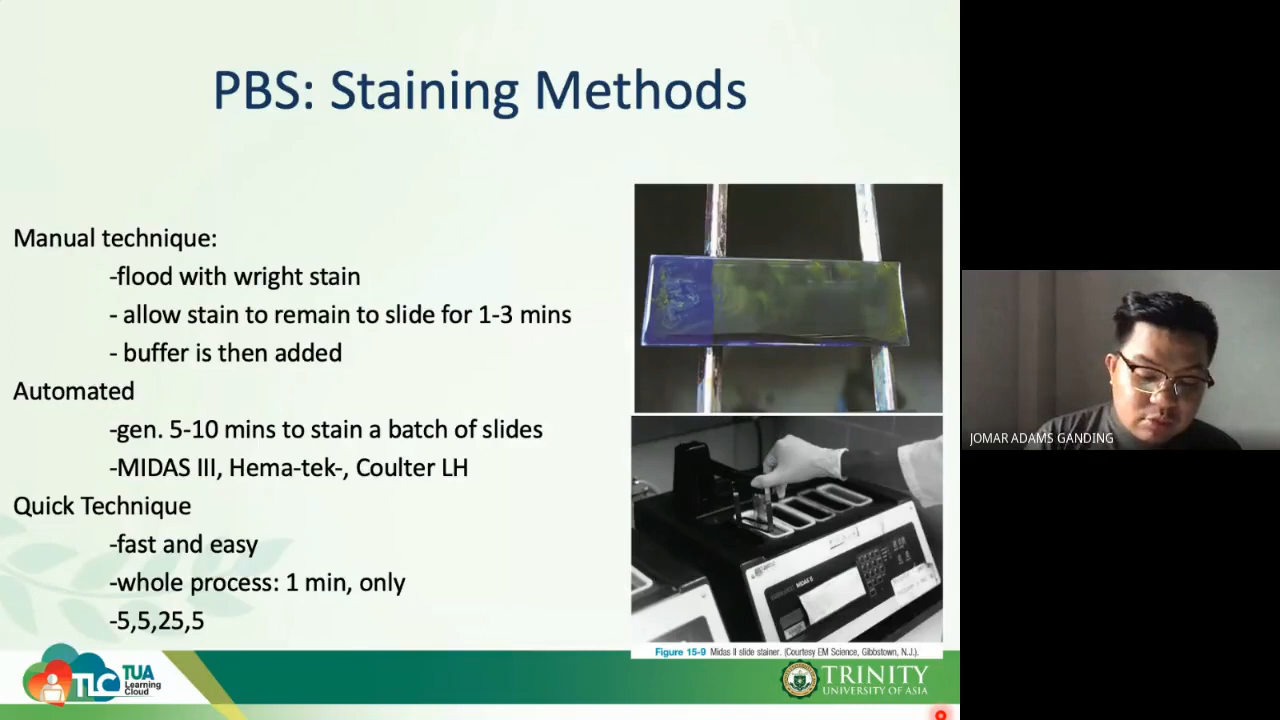 PBS: Staining Methods
Manual technique:
-flood with wright stain
- allow stain to remain to slide for 1-3 mins
- buffer is then added
Automated
-gen. 5-10 mins to stain a batch of slides
-MIDAS III, Hema-tek-, Coulter LH
Quick Technique
-fast and easy
-whole process: 1 min, only
-5,5,25,5
Figure 15-9 Midas II slide stainer. (Courtesy EM Science, Gibbstown, N.J.).
JOMAR ADAMS GANDING
TLC TUA
Learning
Cloud
TRINITY
UNIVERSITY OF ASIA